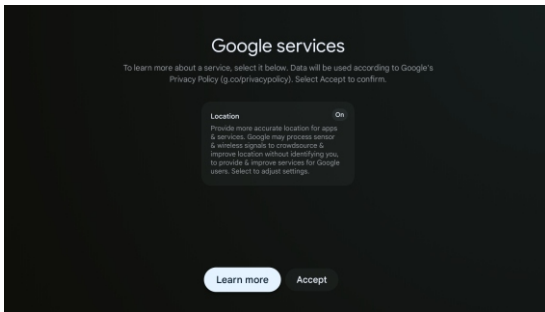 Google services
To learn more about a service, select it below. Data will be used according to Google's
Privacy Policy (g.co/privacypolicy). Select Accept to confirm.
Location
On
Provide more accurate location for apps
& services. Google may process sensor
& wireless signals to crowdsource &
improve location without identifying you,
to provide & improve services for Google
users. Select to adjust settings.
Learn more
Accept